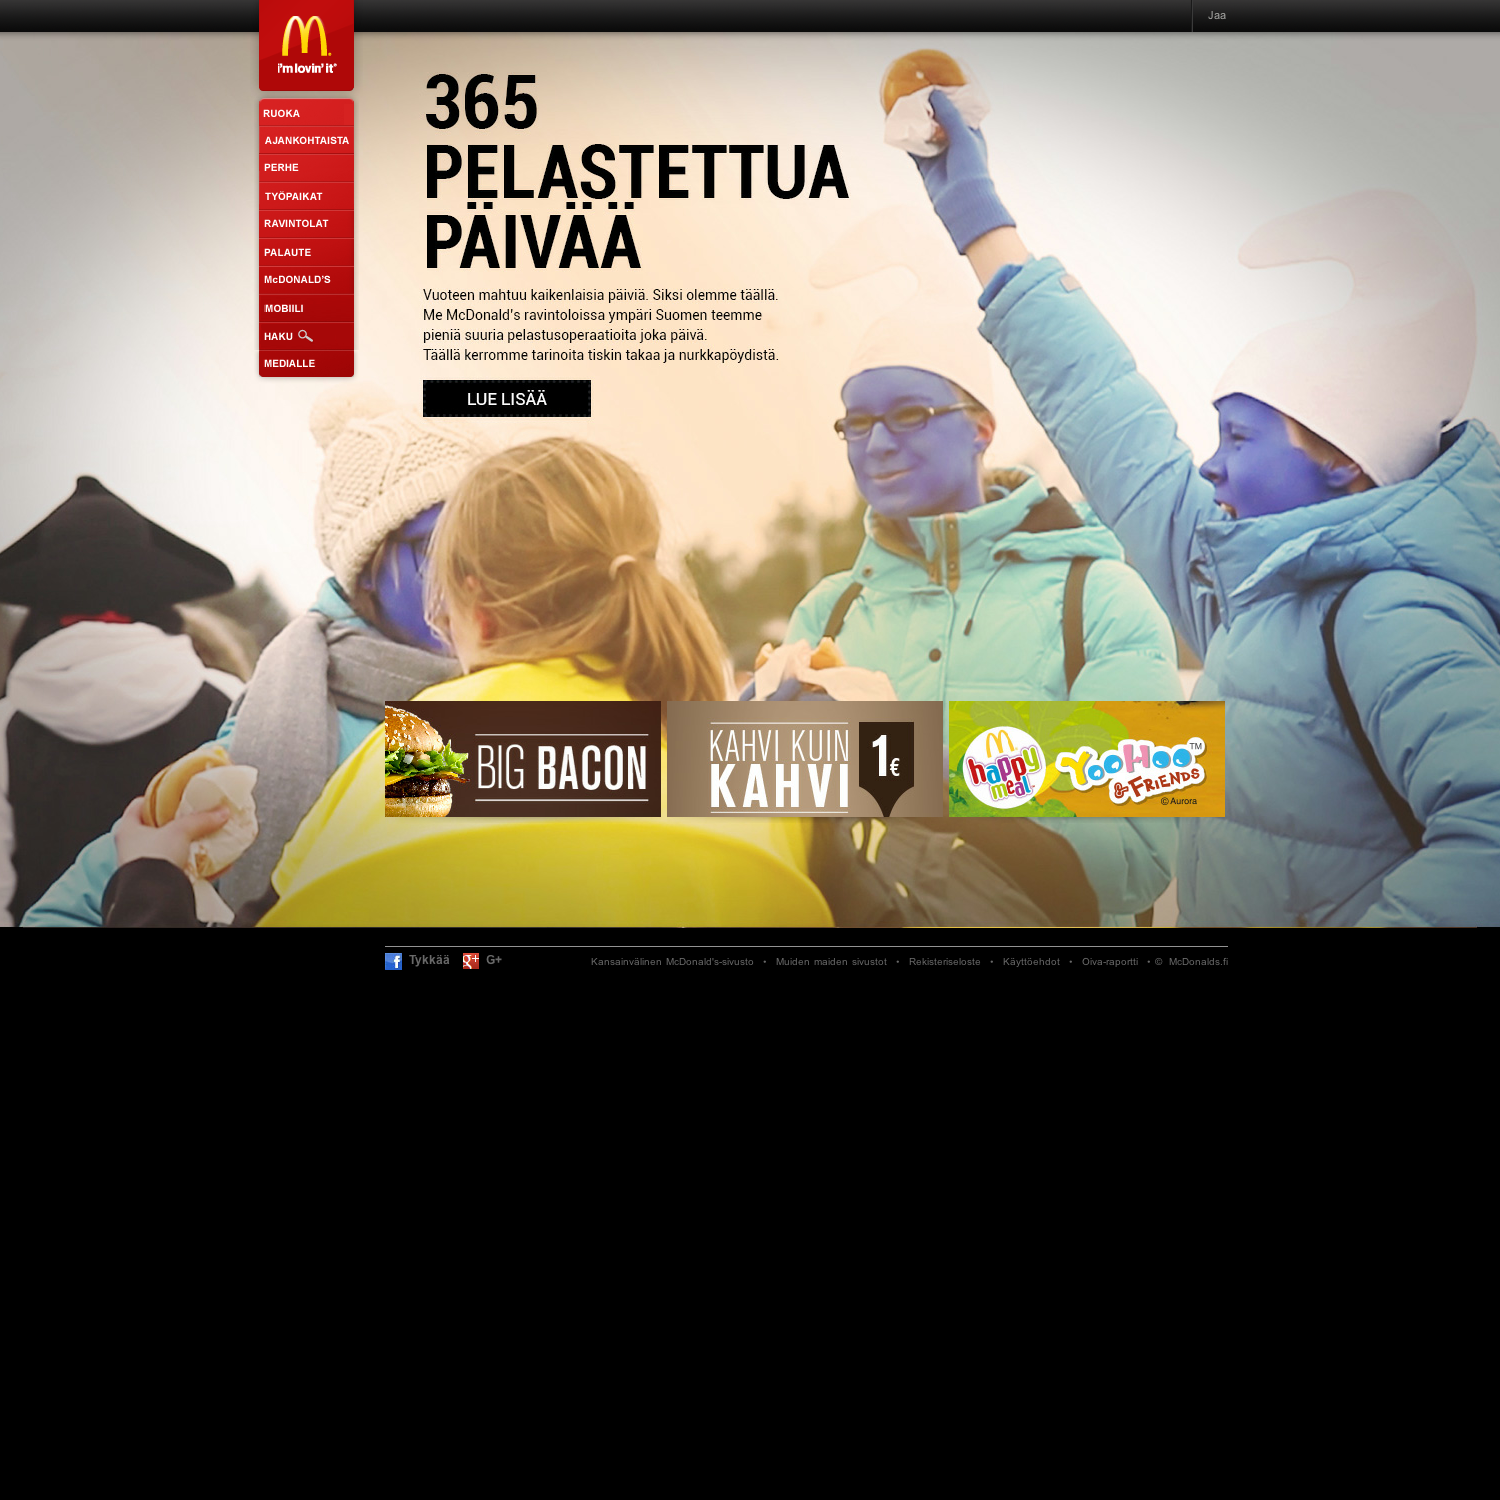 Jaa
i'm lovin' it®
RUOKA
AJANKOHTAISTA
PERHE
TYÖPAIKAT
RAVINTOLAT
PALAUTE
McDONALD'S
MOBIILI
HAKU
MEDIALLE
365
PELASTETTUA
PÄIVÄÄ
Vuoteen mahtuu kaikenlaisia päiviä. Siksi olemme täällä.
Me McDonald's ravintoloissa ympäri Suomen teemme
pieniä suuria pelastusoperaatioita joka päivä.
Täällä kerromme tarinoita tiskin takaa ja nurkkapöydistä.
LUE LISÄÄ
BIG BACON
KAHVI KUIN
KAHVI
1€
happy
meal
YooHoo™
& FRIENDS
© Aurora
Tykkää
G+
Kansainvälinen McDonald's-sivusto • Muiden maiden sivustot • Rekisteriseloste • Käyttöehdot • Oiva-raportti • © McDonalds.fi